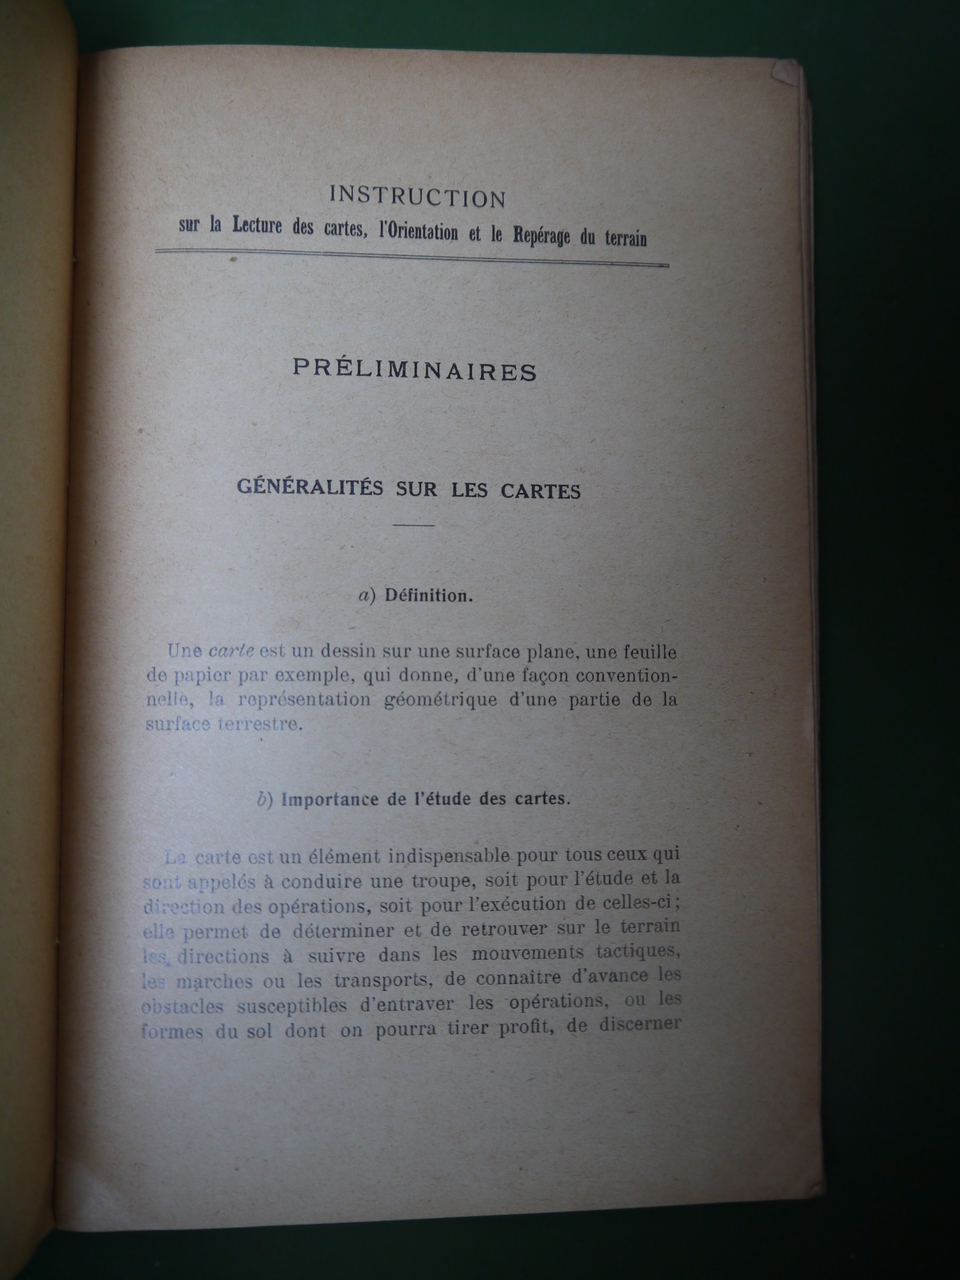 INSTRUCTION
sur la Lecture des cartes, l'Orientation et le Repérage du terrain
PRÉLIMINAIRES
GÉNÉRALITÉS SUR LES CARTES
a) Définition.
Une carte est un dessin sur une surface plane, une feuille
de papier par exemple, qui donne, d'une façon convention-
nelle, la représentation géométrique d'une partie de la
surface terrestre.
b) Importance de l'étude des cartes.
La carte est un élément indispensable pour tous ceux qui
sont appelés à conduire une troupe, soit pour l'étude et la
direction des opérations, soit pour l'exécution de celles-ci;
elle permet de déterminer et de retrouver sur le terrain
les directions à suivre dans les mouvements tactiques,
les marches ou les transports, de connaitre d'avance les
obstacles susceptibles d'entraver les opérations, ou les
formes du sol dont on pourra tirer profit, de discerner